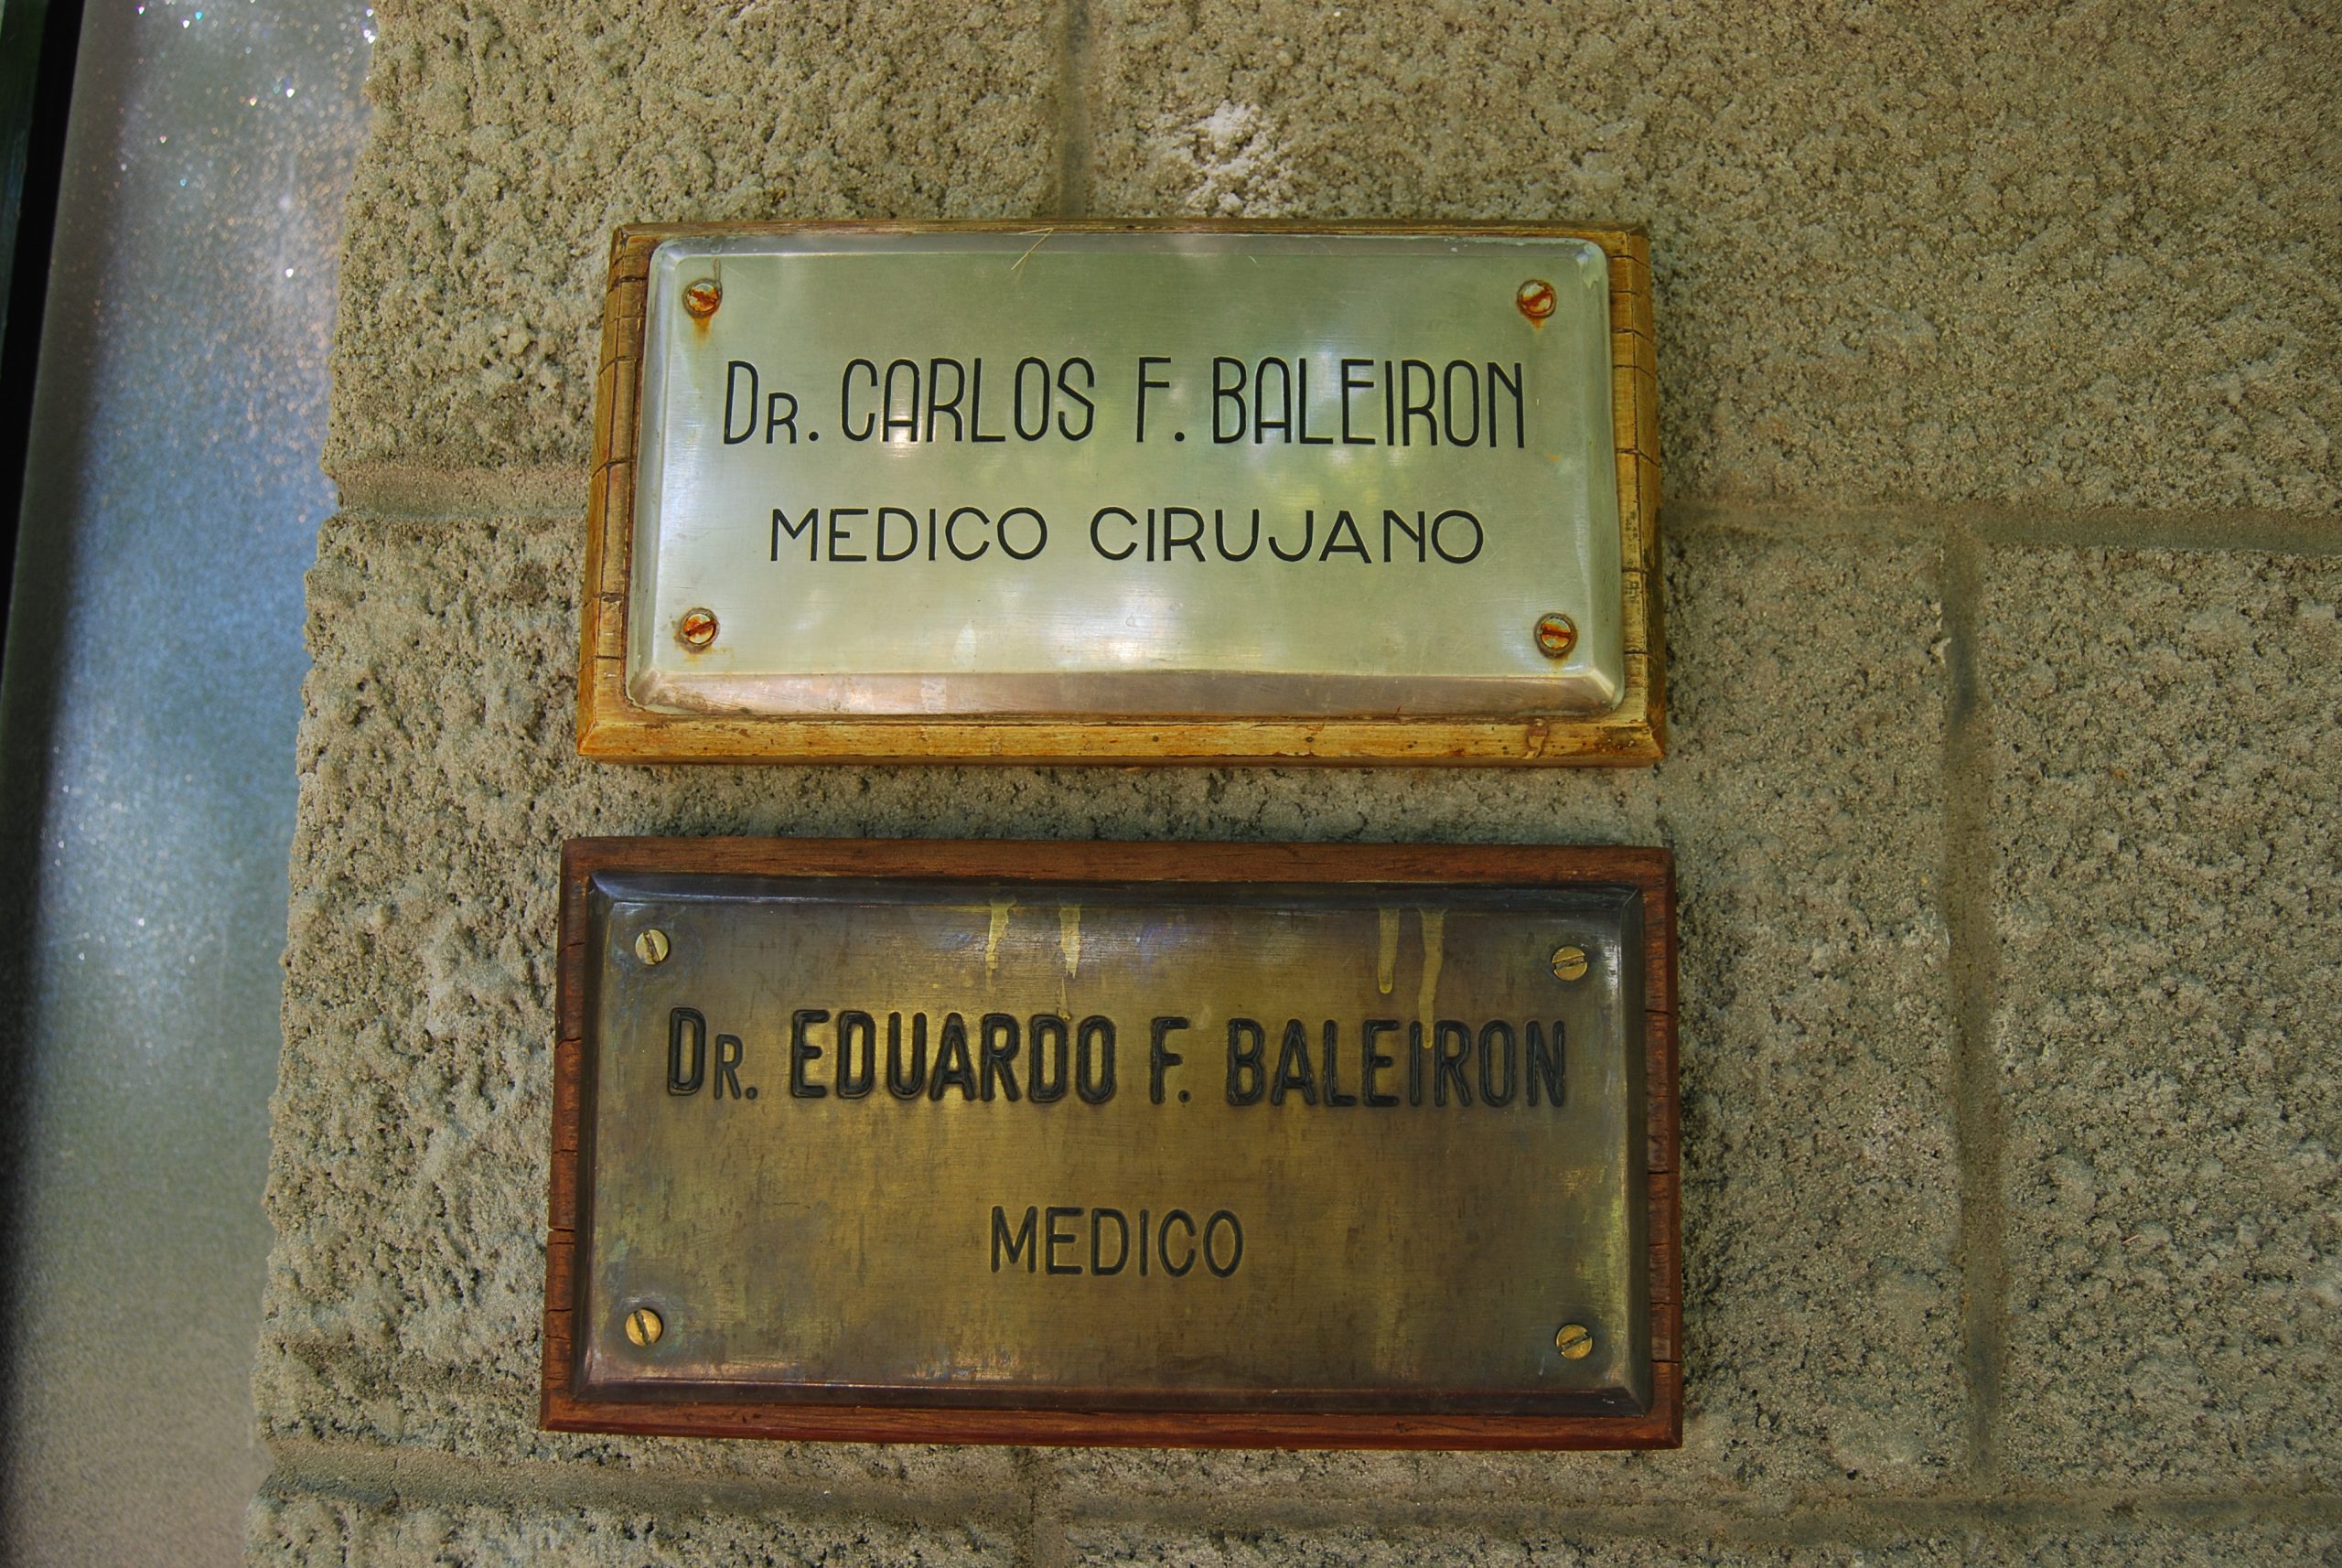 DR. CARLOS F. BALEIRON
MEDICO CIRUJANO
DR. EDUARDO F. BALEIRON
MEDICO